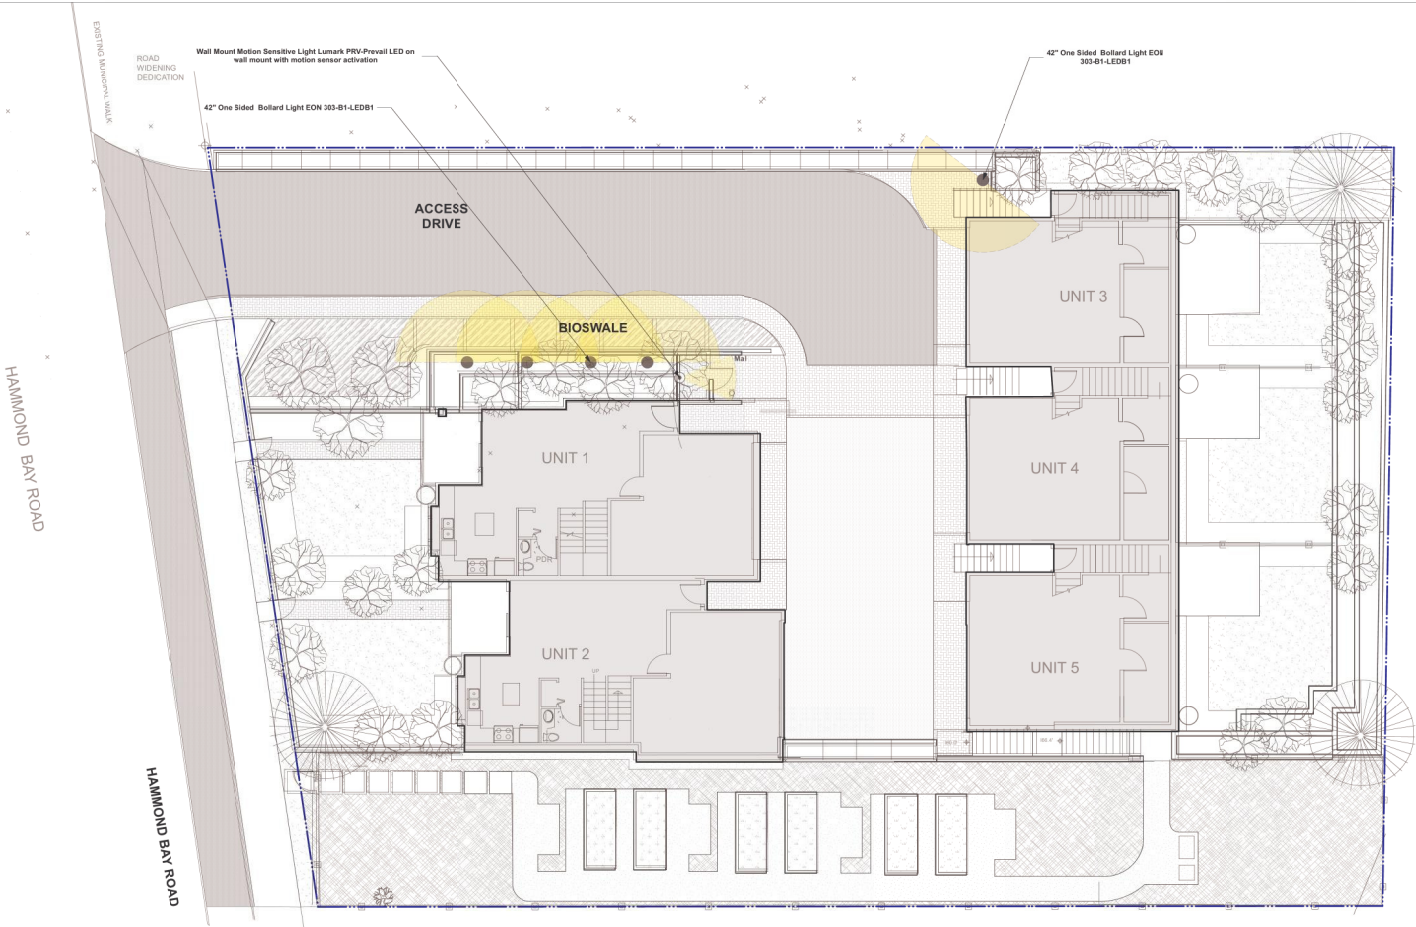 EXISTING MUNICIPAL WALK
ROAD
WIDENING
DEDICATION
Wall Mount Motion Sensitive Light Lumark PRV-Prevail LED on
wall mount with motion sensor activation
42" One Sided Bollard Light EON 303-B1-LEDB1
42" One Sided Bollard Light EON
303-B1-LEDB1
ACCESS
DRIVE
BIOSWALE
Mai
UNIT 3
UNIT 1
UNIT 4
PDR
UNIT 2
UP
UNIT 5
HAMMOND BAY ROAD
HAMMOND BAY ROAD